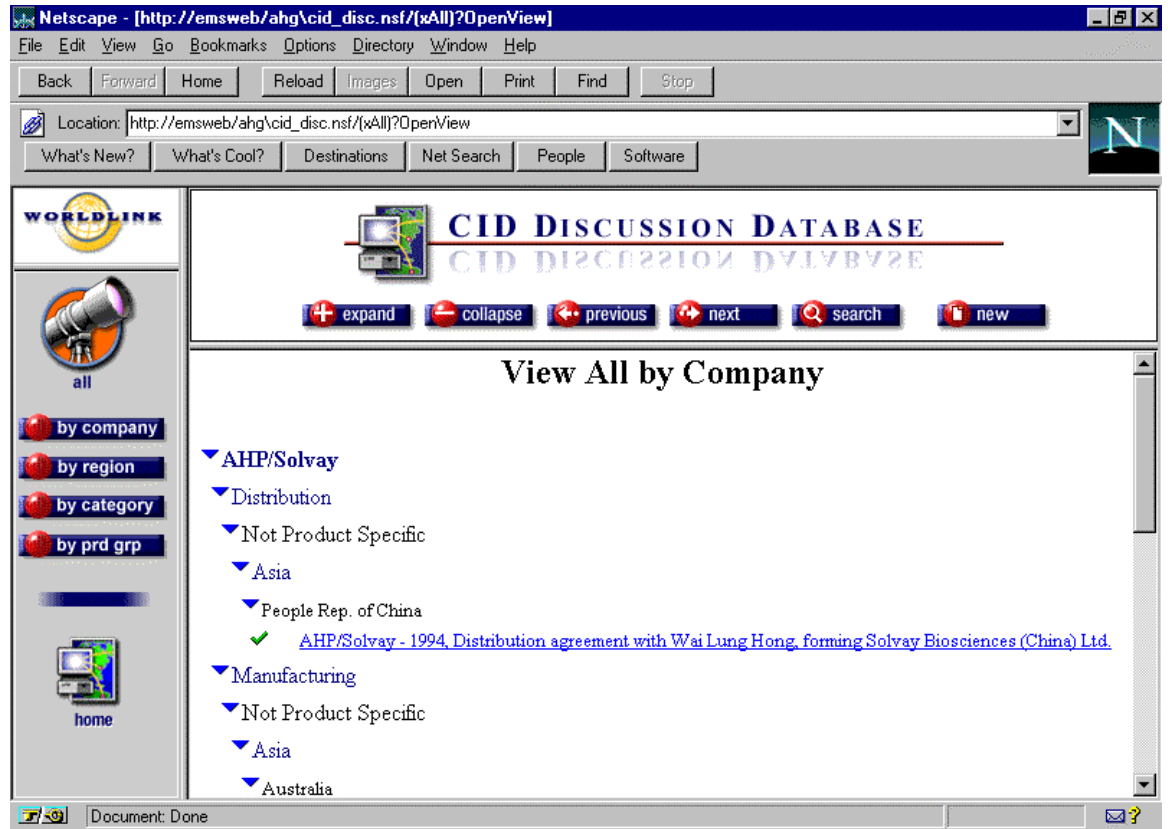 Netscape - [http://emsweb/ahg\cid_disc.nsf/(xAll)?OpenView]
File Edit View Go Bookmarks Options Directory Window Help
Back Forward Home Reload Images Open Print Find Stop
Location: http://emsweb/ahg\cid_disc.nsf/(xAll)?OpenView
N
What's New? What's Cool? Destinations Net Search People Software
WORLDLINK
CID DISCUSSION DATABASE
CID DISCUSSION DATABASE
expand collapse previous next search new
all
by company
by region
by category
by prd grp
home
View All by Company
AHP/Solvay
Distribution
Not Product Specific
Asia
People Rep. of China
AHP/Solvay - 1994, Distribution agreement with Wai Lung Hong, forming Solvay Biosciences (China) Ltd.
Manufacturing
Not Product Specific
Asia
Australia
Document: Done